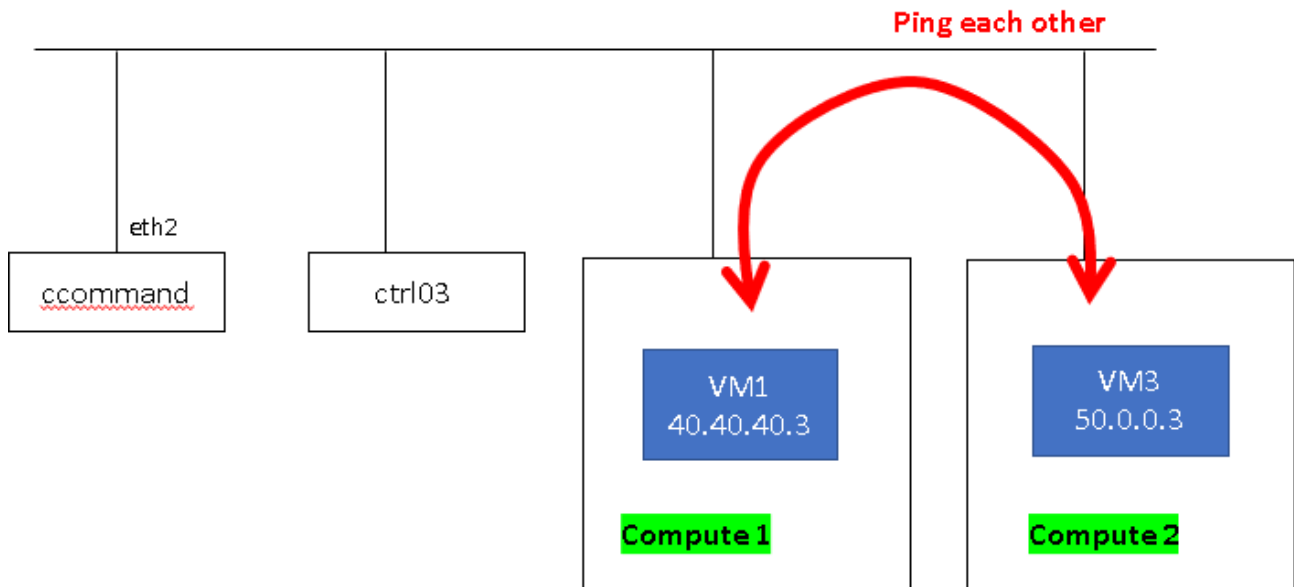 Ping each other
eth2
ccommand
ctrl03
VM1
40.40.40.3
Compute 1
VM3
50.0.0.3
Compute 2